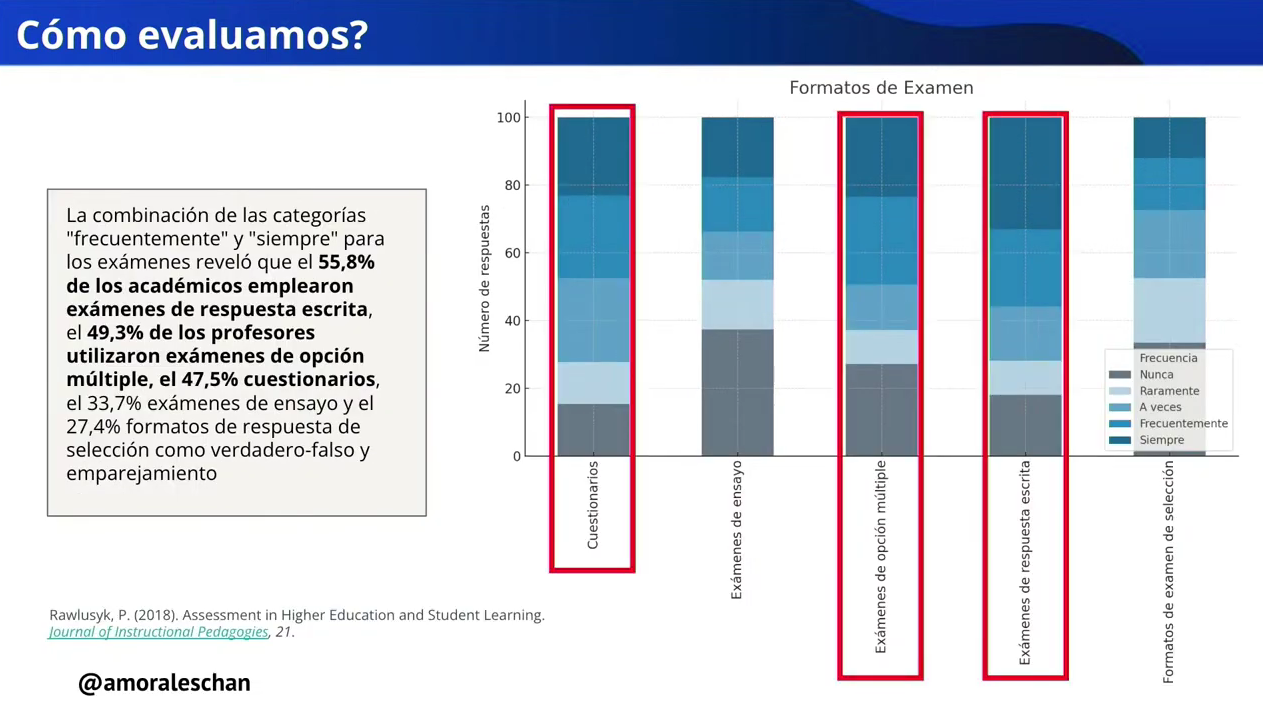 Cómo evaluamos?
La combinación de las categorías
"frecuentemente" y "siempre" para
los exámenes reveló que el 55,8%
de los académicos emplearon
exámenes de respuesta escrita,
el 49,3% de los profesores
utilizaron exámenes de opción
múltiple, el 47,5% cuestionarios,
el 33,7% exámenes de ensayo y el
27,4% formatos de respuesta de
selección como verdadero-falso y
emparejamiento
Formatos de Examen
Número de respuestas
100
80
60
40
20
0
Frecuencia
Nunca
Raramente
A veces
Frecuentemente
Siempre
Cuestionarios
Exámenes de ensayo
Exámenes de opción múltiple
Exámenes de respuesta escrita
Formatos de examen de selección
Rawlusyk, P. (2018). Assessment in Higher Education and Student Learning.
Journal of Instructional Pedagogies, 21.
@amoraleschan